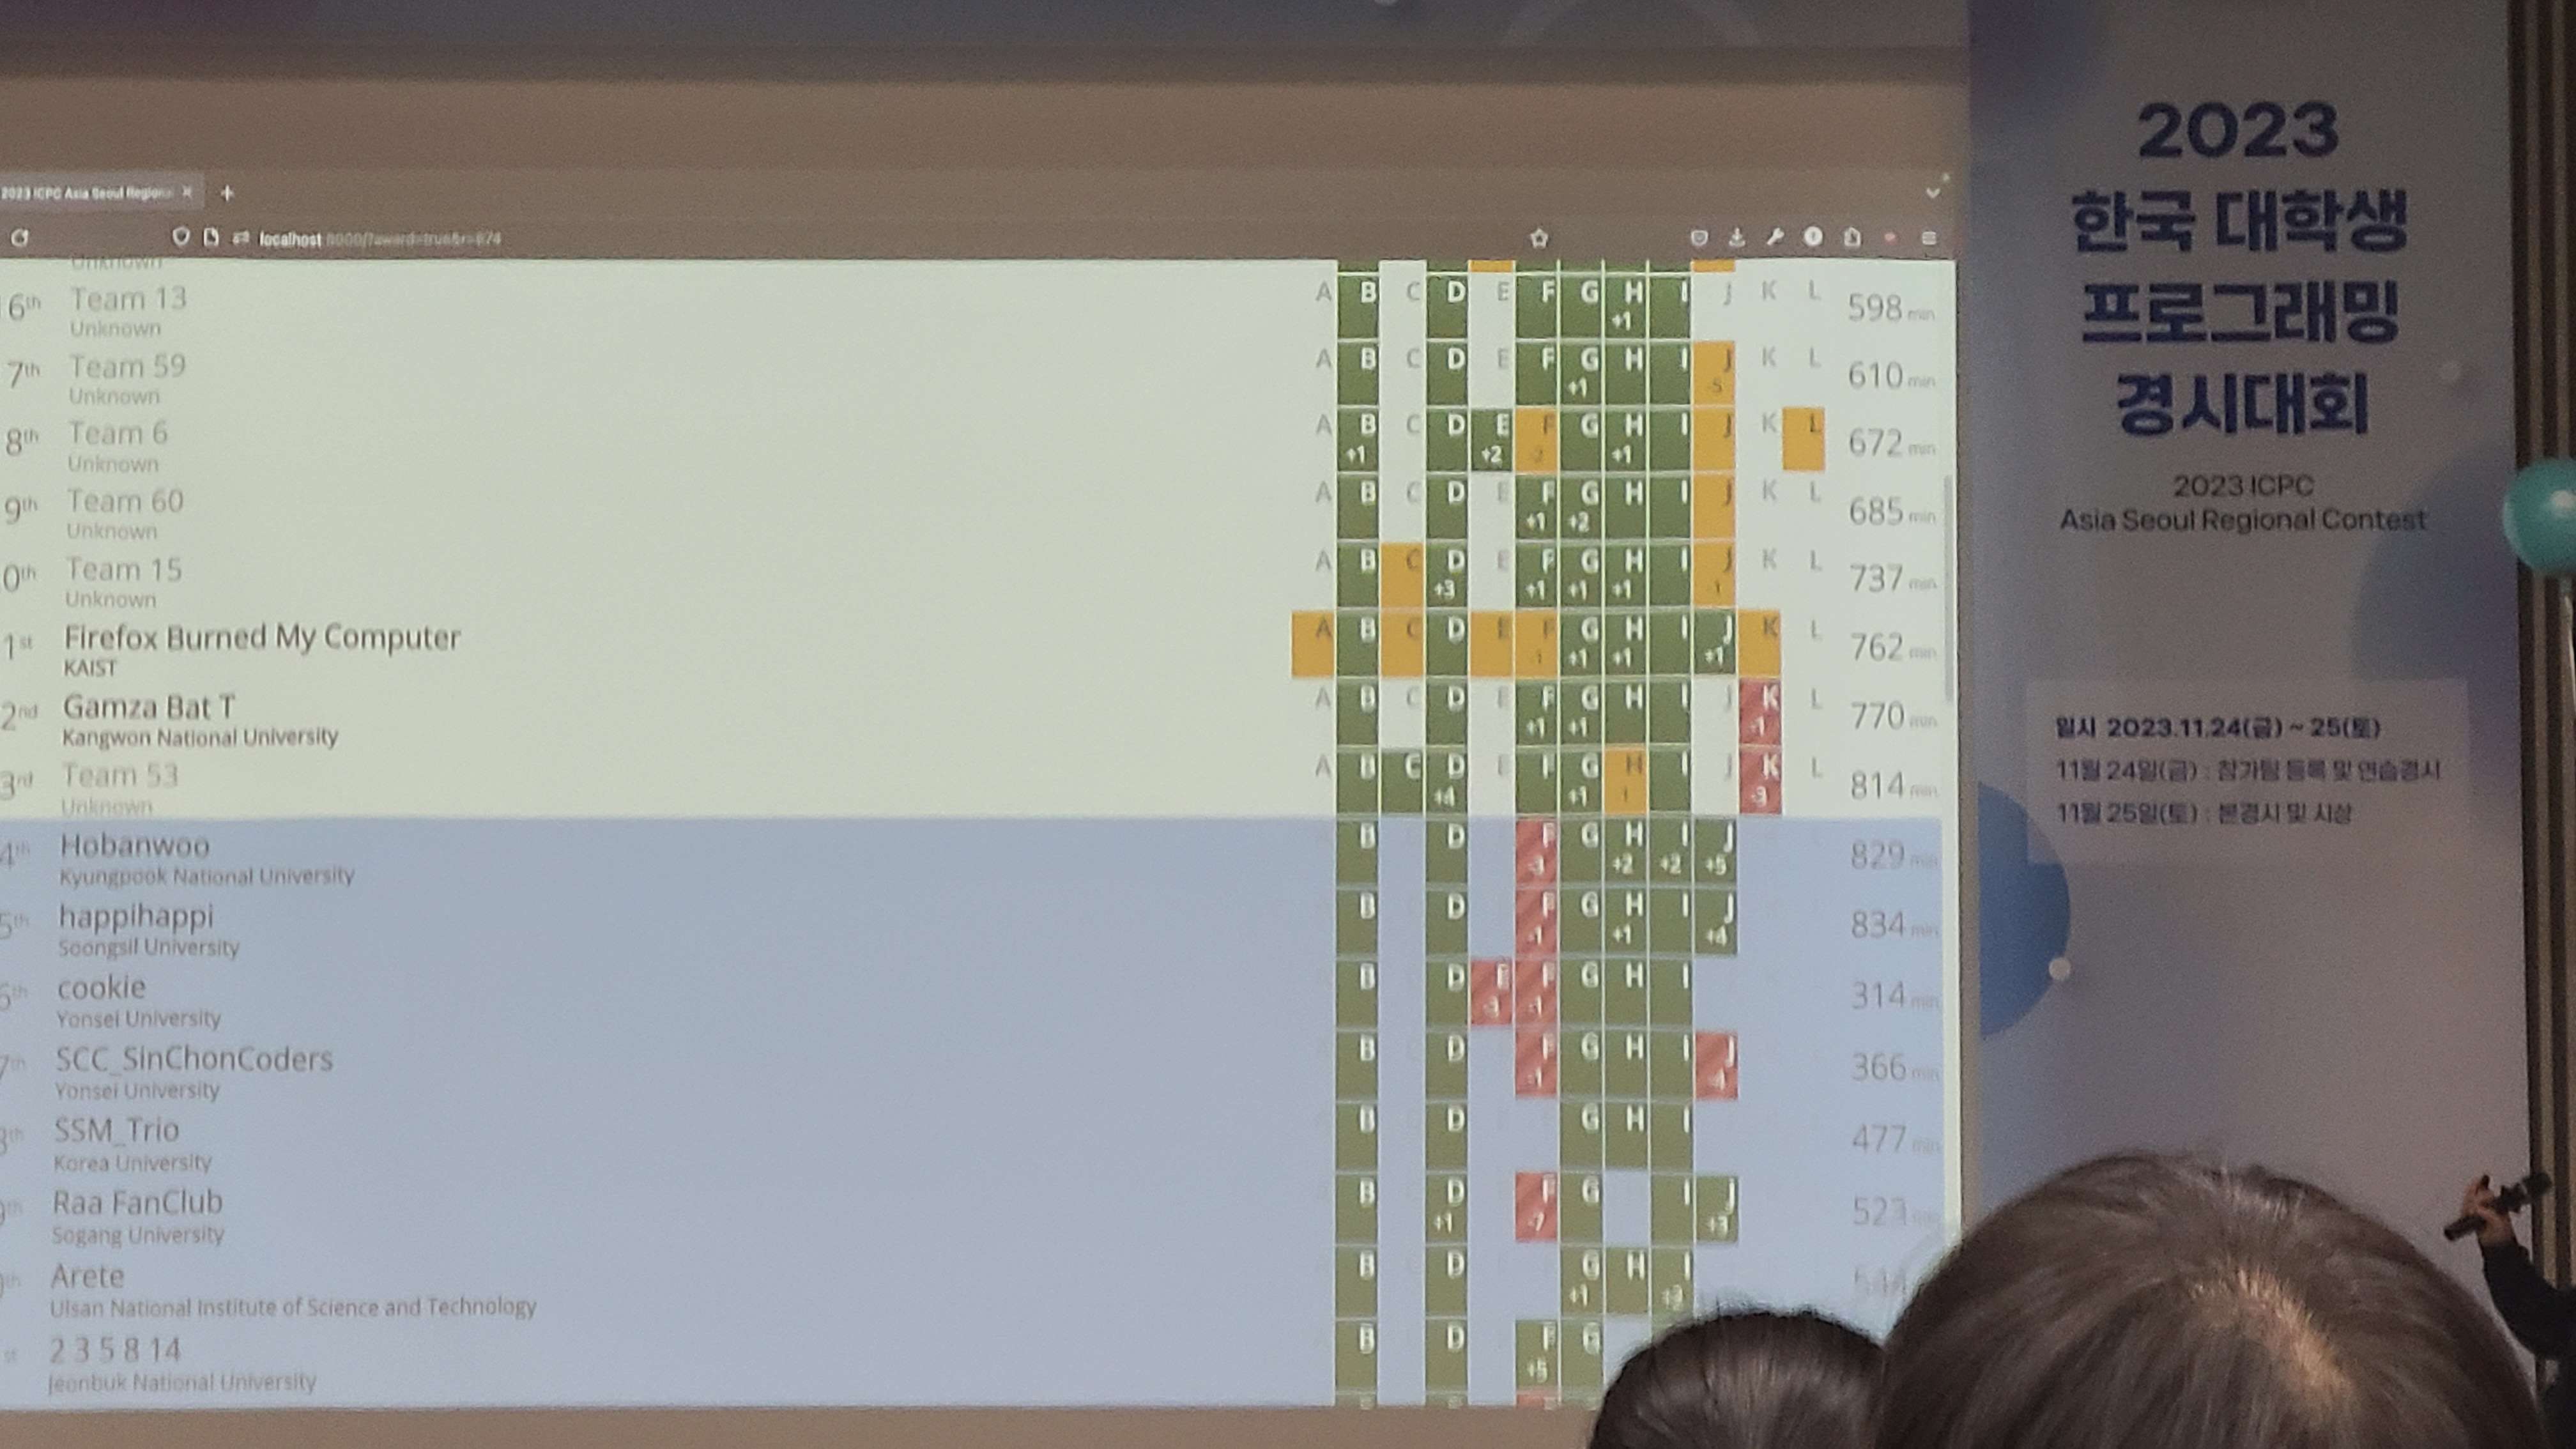 2023 ICPC Asia Seoul Regional
localhost
Unknown
6th Team 13 A B C D E F G H I J K L 598 min
Unknown +1
7th Team 59 A B C D E F G H I J K L 610 min
Unknown +1 -5
8th Team 6 A B C D E F G H I J K L 672 min
Unknown +1 +2 -2 +1
9th Team 60 A B C D E F G H I J K L 685 min
Unknown +1 +2
0th Team 15 A B C D E F G H I J K L 737 min
Unknown +3 +1 +1 +1 -1
1st Firefox Burned My Computer A B C D E F G H I J K L 762 min
KAIST -1 +1 +1 +1
2nd Gamza Bat T A B C D E F G H I J K L 770 min
Kangwon National University +1 +1 -1
3rd Team 53 A B C D E F G H I J K L 814 min
Unknown +4 +1 -1 -3
4th Hobanwoo B D F G H I J 829 min
Kyungpook National University -3 +2 +2 +5
5th happihappi B D F G H I J 834 min
Soongsil University -1 +1 +4
6th cookie B D E F G H I 314 min
Yonsei University -3 -1
7th SCC_SinChonCoders B D F G H I J 366 min
Yonsei University -1 -4
8th SSM_Trio B D G H I 477 min
Korea University
9th Raa FanClub B D F G I J 523
Sogang University +1 -7 +3
th Arete B D G H I
Ulsan National Institute of Science and Technology +1 +3
st 2 3 5 8 14 B D F G
Jeonbuk National University +5
2023
한국 대학생
프로그래밍
경시대회
2023 ICPC
Asia Seoul Regional Contest
일시 2023.11.24(금) ~ 25(토)
11월 24일(금) : 참가팀 등록 및 연습경시
11월 25일(토) : 본경시 및 시상